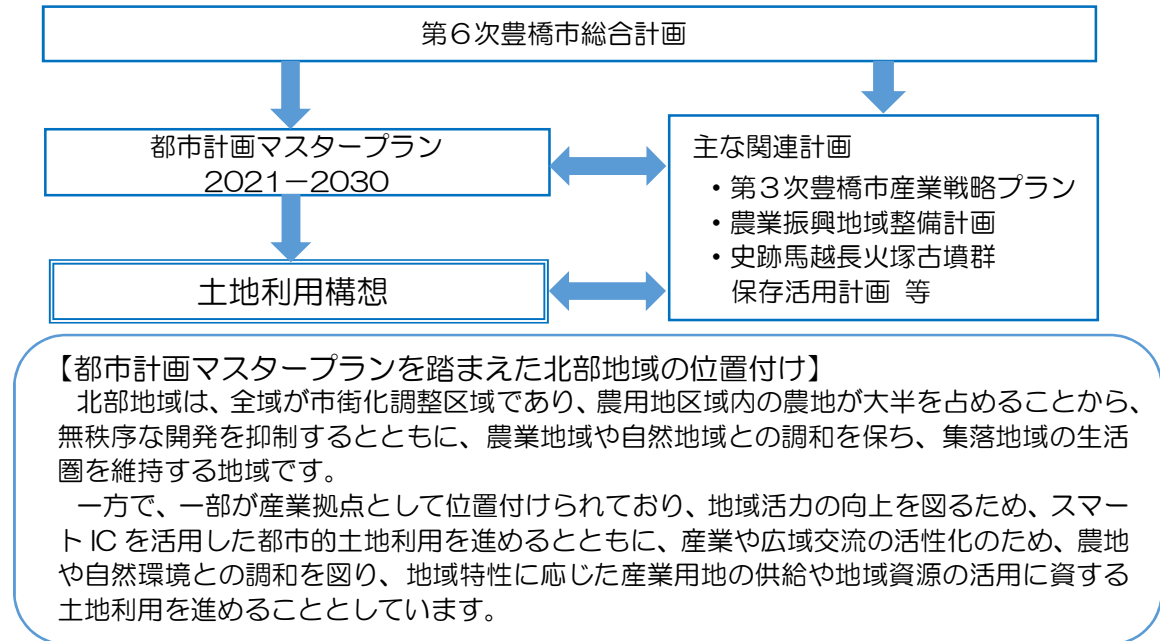 第６次豊橋市総合計画
都市計画マスタープラン
２０２１－２０３０
主な関連計画
・第３次豊橋市産業戦略プラン
・農業振興地域整備計画
・史跡馬越長火塚古墳群
保存活用計画 等
土地利用構想
【都市計画マスタープランを踏まえた北部地域の位置付け】
北部地域は、全域が市街化調整区域であり、農用地区域内の農地が大半を占めることから、
無秩序な開発を抑制するとともに、農業地域や自然地域との調和を保ち、集落地域の生活
圏を維持する地域です。
一方で、一部が産業拠点として位置付けられており、地域活力の向上を図るため、スマー
ト IC を活用した都市的土地利用を進めるとともに、産業や広域交流の活性化のため、農地
や自然環境との調和を図り、地域特性に応じた産業用地の供給や地域資源の活用に資する
土地利用を進めることとしています。